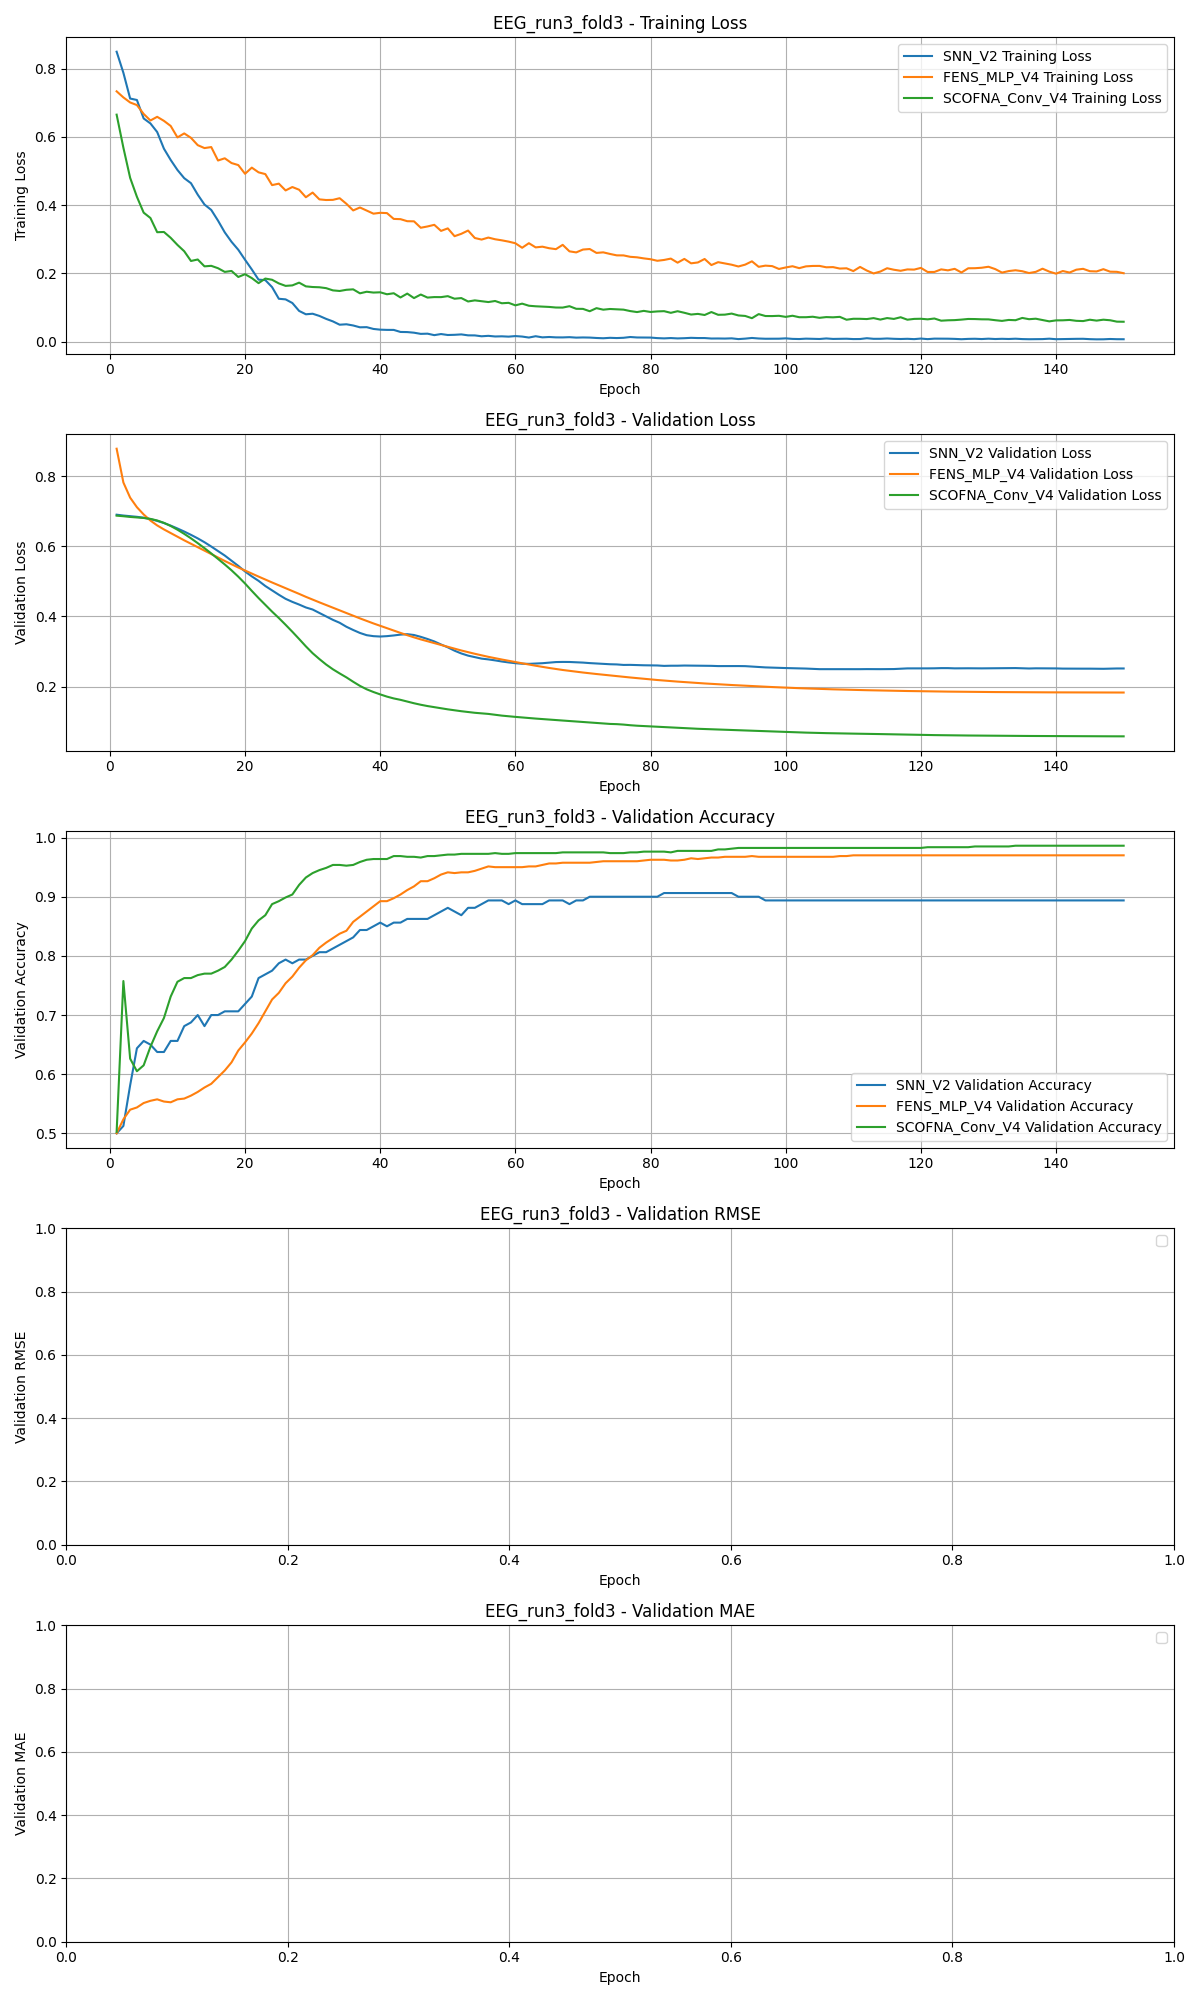 EEG_run3_fold3 - Training Loss
SNN_V2 Training Loss
FENS_MLP_V4 Training Loss
SCOFNA_Conv_V4 Training Loss
Training Loss
0.8
0.6
0.4
0.2
0.0
0 20 40 60 80 100 120 140
Epoch
EEG_run3_fold3 - Validation Loss
SNN_V2 Validation Loss
FENS_MLP_V4 Validation Loss
SCOFNA_Conv_V4 Validation Loss
Validation Loss
0.8
0.6
0.4
0.2
0 20 40 60 80 100 120 140
Epoch
EEG_run3_fold3 - Validation Accuracy
Validation Accuracy
1.0
0.9
0.8
0.7
0.6
0.5
SNN_V2 Validation Accuracy
FENS_MLP_V4 Validation Accuracy
SCOFNA_Conv_V4 Validation Accuracy
0 20 40 60 80 100 120 140
Epoch
EEG_run3_fold3 - Validation RMSE
Validation RMSE
1.0
0.8
0.6
0.4
0.2
0.0
0.0 0.2 0.4 0.6 0.8 1.0
Epoch
EEG_run3_fold3 - Validation MAE
Validation MAE
1.0
0.8
0.6
0.4
0.2
0.0
0.0 0.2 0.4 0.6 0.8 1.0
Epoch